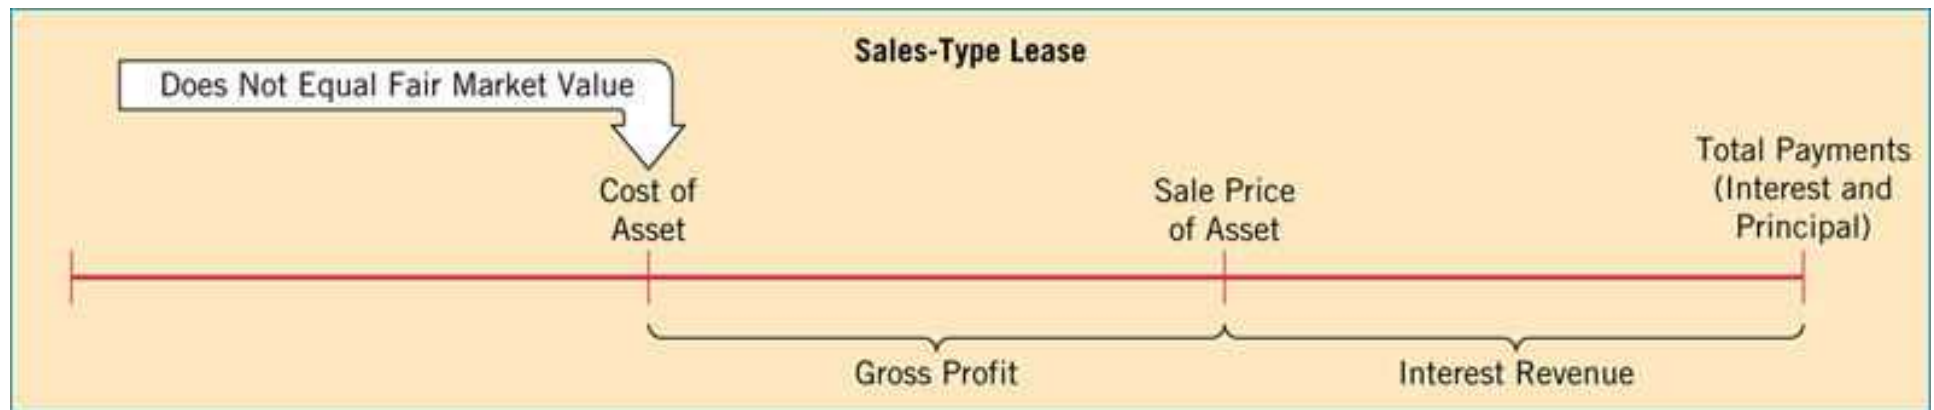 Sales-Type Lease
Does Not Equal Fair Market Value
Cost of
Asset
Sale Price
of Asset
Total Payments
(Interest and
Principal)
Gross Profit
Interest Revenue